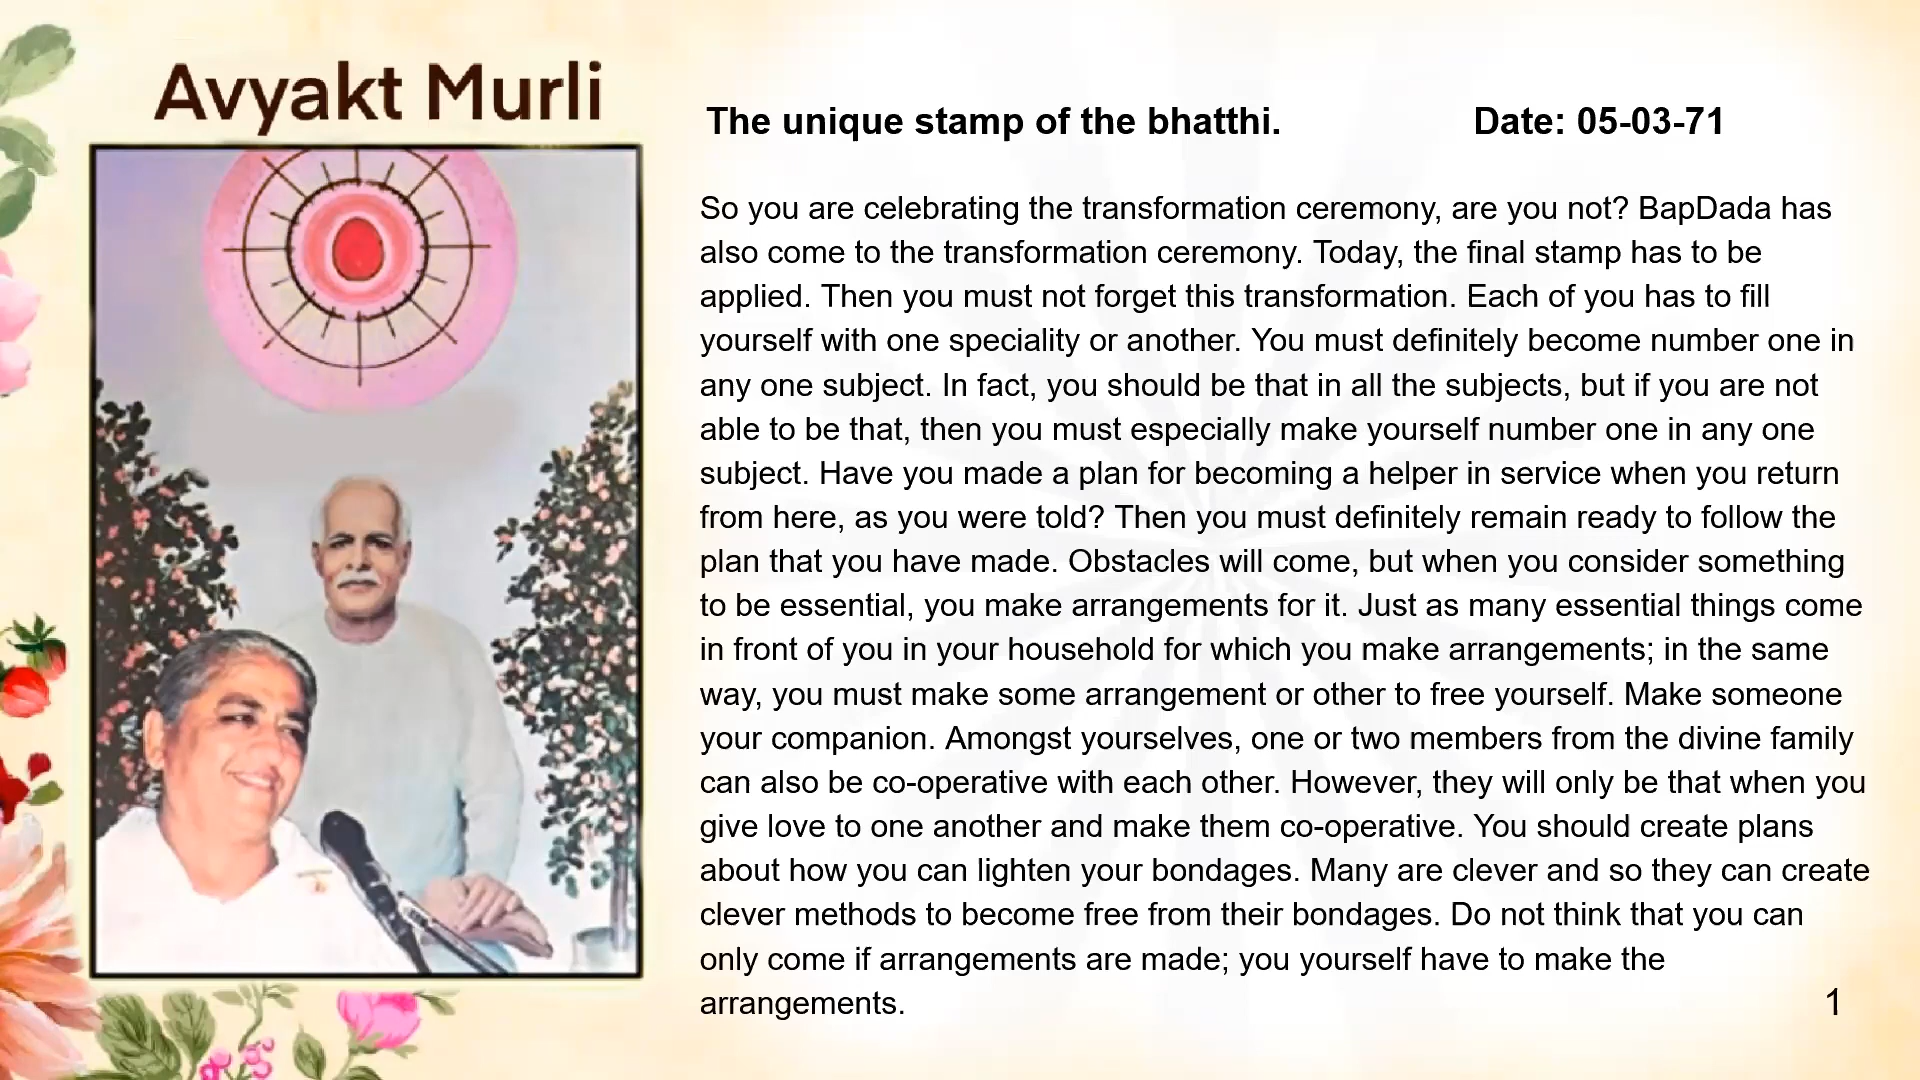 Avyakt Murli
The unique stamp of the bhatthi. Date: 05-03-71
So you are celebrating the transformation ceremony, are you not? BapDada has
also come to the transformation ceremony. Today, the final stamp has to be
applied. Then you must not forget this transformation. Each of you has to fill
yourself with one speciality or another. You must definitely become number one in
any one subject. In fact, you should be that in all the subjects, but if you are not
able to be that, then you must especially make yourself number one in any one
subject. Have you made a plan for becoming a helper in service when you return
from here, as you were told? Then you must definitely remain ready to follow the
plan that you have made. Obstacles will come, but when you consider something
to be essential, you make arrangements for it. Just as many essential things come
in front of you in your household for which you make arrangements; in the same
way, you must make some arrangement or other to free yourself. Make someone
your companion. Amongst yourselves, one or two members from the divine family
can also be co-operative with each other. However, they will only be that when you
give love to one another and make them co-operative. You should create plans
about how you can lighten your bondages. Many are clever and so they can create
clever methods to become free from their bondages. Do not think that you can
only come if arrangements are made; you yourself have to make the
arrangements.
1